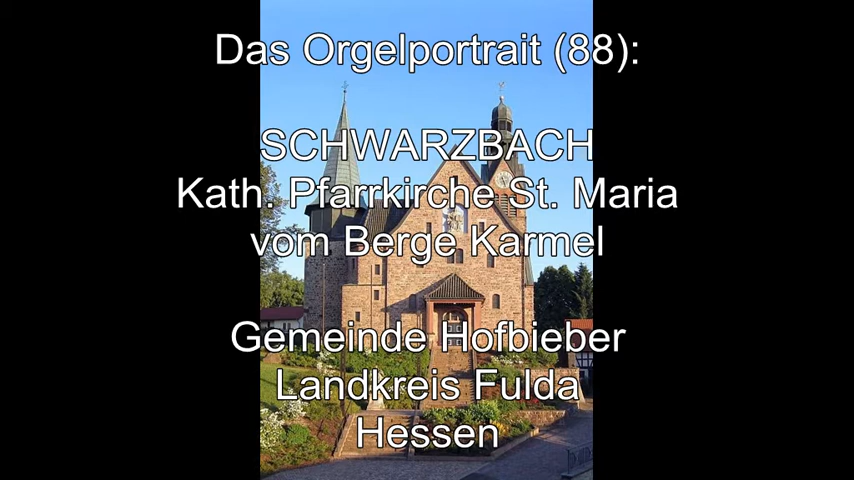 Das Orgelportrait (88):
SCHWARZBACH
Kath. Pfarrkirche St. Maria
vom Berge Karmel
Gemeinde Hofbieber
Landkreis Fulda
Hessen